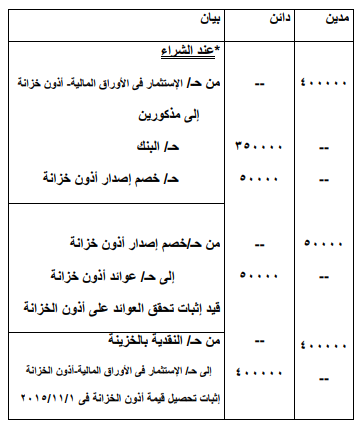 مدين دائن بيان
*عند الشراء
٤٠٠٠٠٠ -- من حـ/ الإستثمار فى الأوراق المالية- أذون خزانة
إلى مذكورين
-- ٣٥٠٠٠٠ حـ/ البنك
-- ٥٠٠٠٠ حـ/ خصم إصدار أذون خزانة
٥٠٠٠٠ -- من حـ/خصم إصدار أذون خزانة
-- ٥٠٠٠٠ إلى حـ/ عوائد أذون خزانة
قيد إثبات تحقق العوائد على أذون الخزانة
٤٠٠٠٠٠ -- من حـ/ النقدية بالخزينة
-- ٤٠٠٠٠٠ إلى حـ/ الإستثمار فى الأوراق المالية-أذون الخزانة
إثبات تحصيل قيمة أذون الخزانة فى ٢٠١٥/١١/١